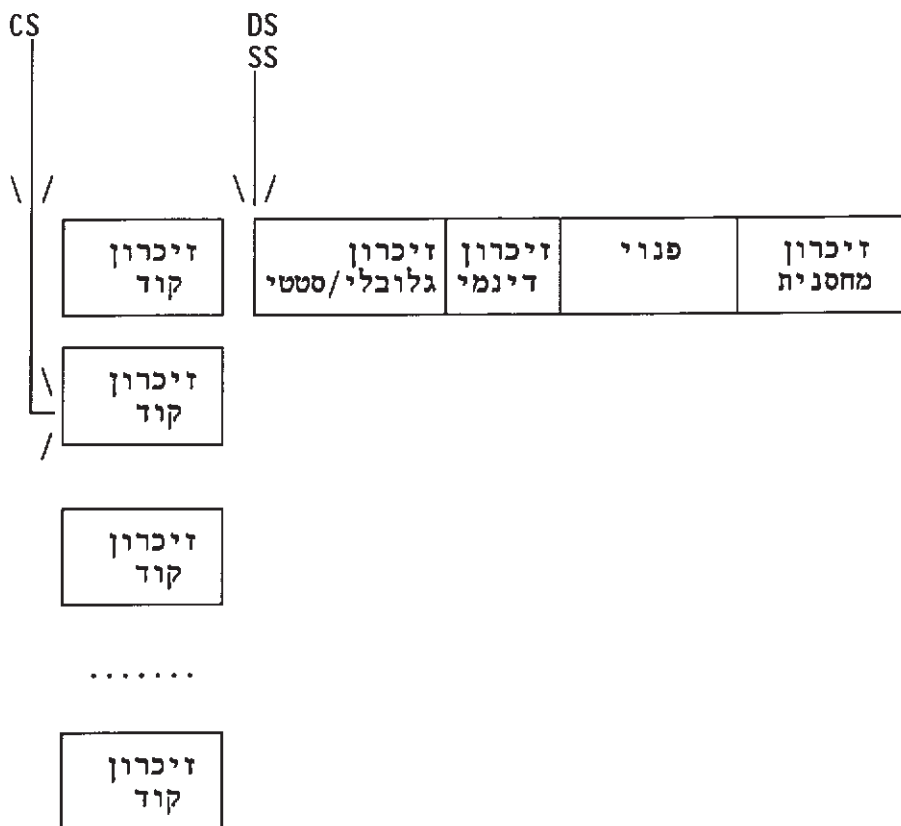 CS
DS
SS
זיכרון
קוד
זיכרון
גלובלי/סטטי
זיכרון
דינמי
פנוי
זיכרון
מחסנית
זיכרון
קוד
זיכרון
קוד
.......
זיכרון
קוד